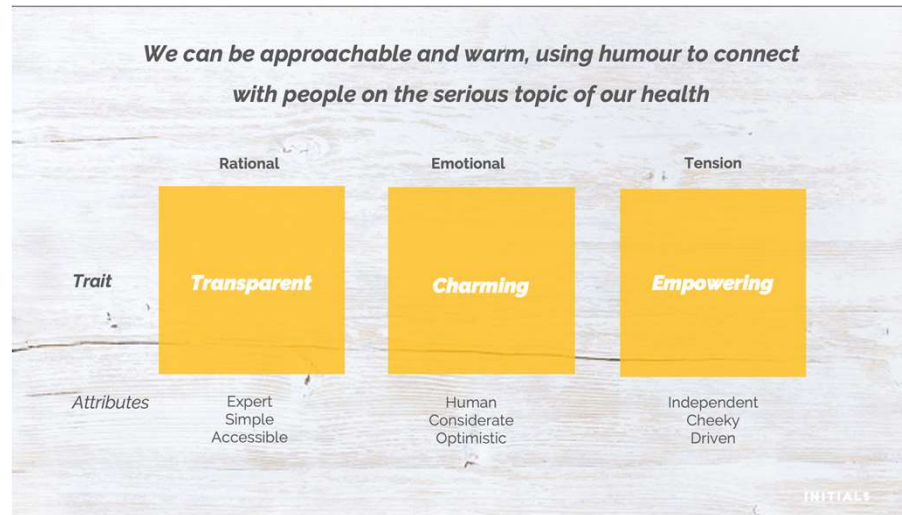 We can be approachable and warm, using humour to connect
with people on the serious topic of our health
Rational
Emotional
Tension
Trait
Transparent
Charming
Empowering
Attributes
Expert
Simple
Accessible
Human
Considerate
Optimistic
Independent
Cheeky
Driven
INITIALS